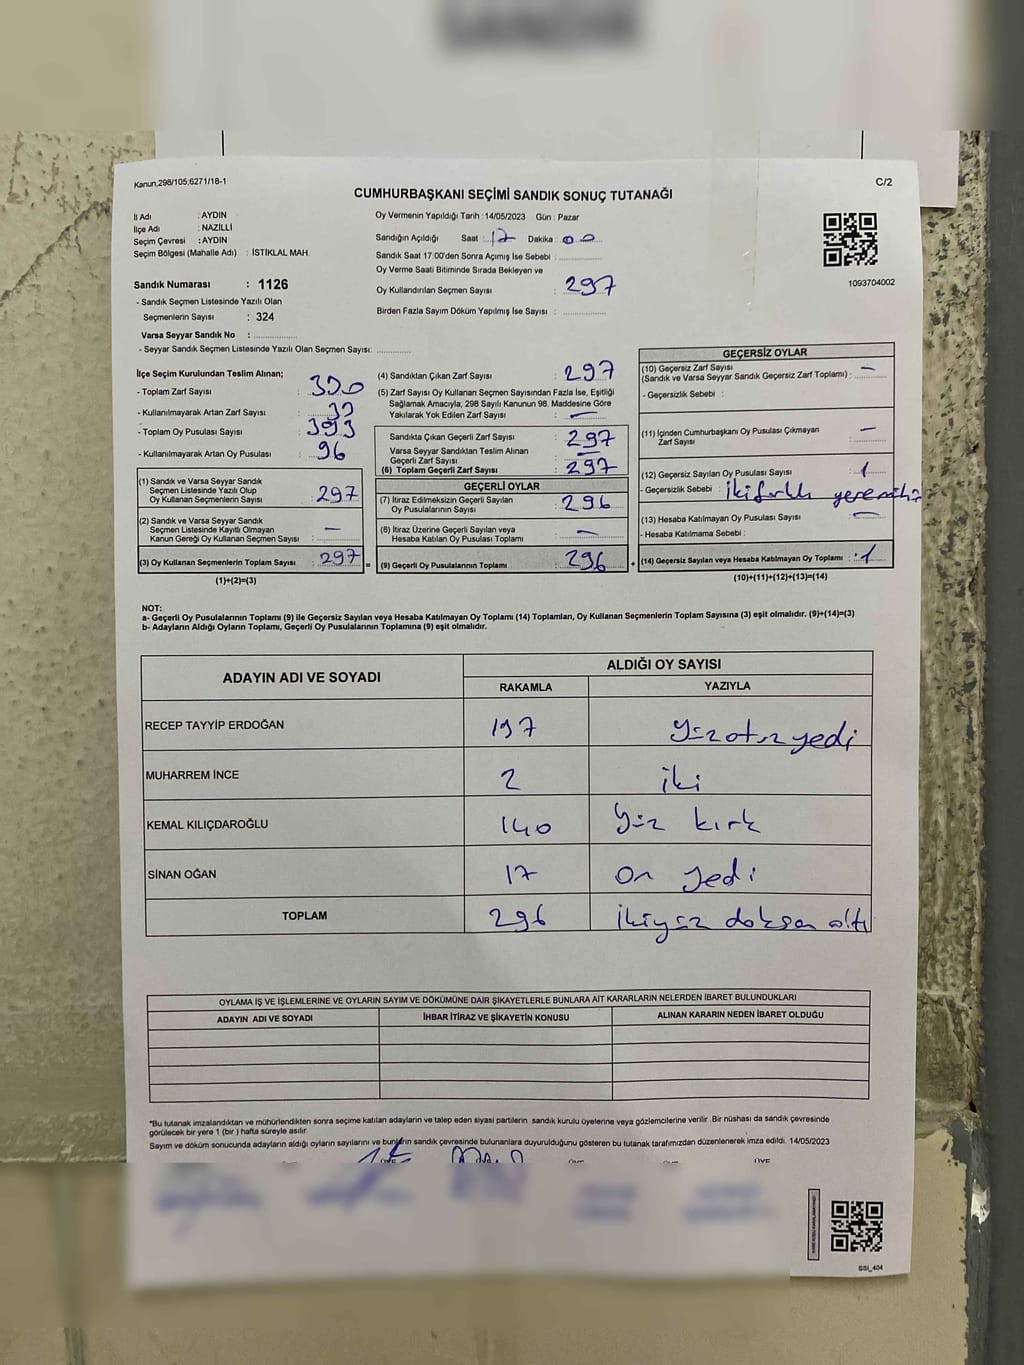 SANDIK
Kanun,298/105,6271/18-1
C/2
CUMHURBAŞKANI SEÇİMİ SANDIK SONUÇ TUTANAĞI
İl Adı : AYDIN
İlçe Adı : NAZİLLİ
Seçim Çevresi : AYDIN
Seçim Bölgesi (Mahalle Adı) : İSTİKLAL MAH.
Oy Vermenin Yapıldığı Tarih : 14/05/2023 Gün : Pazar
Sandığın Açıldığı Saat : 17 Dakika : 00
Sandık Saat 17:00'den Sonra Açımış İse Sebebi :
Oy Verme Saati Bitiminde Sırada Bekleyen ve
Oy Kullandırılan Seçmen Sayısı : 297
Birden Fazla Sayım Döküm Yapılmış İse Sayısı :
1093704002
Sandık Numarası : 1126
- Sandık Seçmen Listesinde Yazılı Olan
Seçmenlerin Sayısı : 324
Varsa Seyyar Sandık No :
- Seyyar Sandık Seçmen Listesinde Yazılı Olan Seçmen Sayısı:
İlçe Seçim Kurulundan Teslim Alınan;
- Toplam Zarf Sayısı :
- Kullanılmayarak Artan Zarf Sayısı :
- Toplam Oy Pusulası Sayısı : 393
- Kullanılmayarak Artan Oy Pusulası : 96
(1) Sandık ve Varsa Seyyar Sandık
Seçmen Listesinde Yazılı Olup
Oy Kullanan Seçmenlerin Sayısı : 297
(2) Sandık ve Varsa Seyyar Sandık
Seçmen Listesinde Kayıtlı Olmayan
Kanun Gereği Oy Kullanan Seçmen Sayısı : —
(3) Oy Kullanan Seçmenlerin Toplam Sayısı : 297
(1)+(2)=(3)
=
(4) Sandıktan Çıkan Zarf Sayısı : 297
(5) Zarf Sayısı Oy Kullanan Seçmen Sayısından Fazla İse, Eşitliği
Sağlamak Amacıyla, 298 Sayılı Kanunun 98. Maddesine Göre
Yakılarak Yok Edilen Zarf Sayısı : —
Sandıkta Çıkan Geçerli Zarf Sayısı : 297
Varsa Seyyar Sandıktan Teslim Alınan
Geçerli Zarf Sayısı : —
(6) Toplam Geçerli Zarf Sayısı : 297
GEÇERLİ OYLAR
(7) İtiraz Edilmeksizin Geçerli Sayılan
Oy Pusulalarının Sayısı : 296
(8) İtiraz Üzerine Geçerli Sayılan veya
Hesaba Katılan Oy Pusulası Toplamı : —
(9) Geçerli Oy Pusulalarının Toplamı : 296
+
GEÇERSİZ OYLAR
(10) Geçersiz Zarf Sayısı
(Sandık ve Varsa Seyyar Sandık Geçersiz Zarf Toplamı) : —
- Geçersizlik Sebebi :
(11) İçinden Cumhurbaşkanı Oy Pusulası Çıkmayan
Zarf Sayısı : —
(12) Geçersiz Sayılan Oy Pusulası Sayısı : 1
- Geçersizlik Sebebi : İki farklı yere mühür
(13) Hesaba Katılmayan Oy Pusulası Sayısı : —
- Hesaba Katılmama Sebebi :
(14) Geçersiz Sayılan veya Hesaba Katılmayan Oy Toplamı : 1
(10)+(11)+(12)+(13)=(14)
NOT:
a- Geçerli Oy Pusulalarının Toplamı (9) ile Geçersiz Sayılan veya Hesaba Katılmayan Oy Toplamı (14) Toplamları, Oy Kullanan Seçmenlerin Toplam Sayısına (3) eşit olmalıdır. (9)+(14)=(3)
b- Adayların Aldığı Oyların Toplamı, Geçerli Oy Pusulalarının Toplamına (9) eşit olmalıdır.
ADAYIN ADI VE SOYADI ALDIĞI OY SAYISI
RAKAMLA YAZIYLA
RECEP TAYYİP ERDOĞAN 137 yüzotuzyedi
MUHARREM İNCE 2 iki
KEMAL KILIÇDAROĞLU 140 yüz kırk
SİNAN OĞAN 17 on yedi
TOPLAM 296 ikiyüz doksan altı
OYLAMA İŞ VE İŞLEMLERİNE VE OYLARIN SAYIM VE DÖKÜMÜNE DAİR ŞİKAYETLERLE BUNLARA AİT KARARLARIN NELERDEN İBARET BULUNDUKLARI
ADAYIN ADI VE SOYADI İHBAR İTİRAZ VE ŞİKAYETİN KONUSU ALINAN KARARIN NEDEN İBARET OLDUĞU
*Bu tutanak imzalandıktan ve mühürlendikten sonra seçime katılan adayların ve talep eden siyasi partilerin sandık kurulu üyelerine veya gözlemcilerine verilir. Bir nüshası da sandık çevresinde
görülecek bir yere 1 (bir) hafta süreyle asılır.
Sayım ve döküm sonucunda adayların aldığı oyların sayılarını ve bunların sandık çevresinde bulunanlara duyurulduğunu gösteren bu tutanak tarafımızdan düzenlenerek imza edildi. 14/05/2023
SSI_404